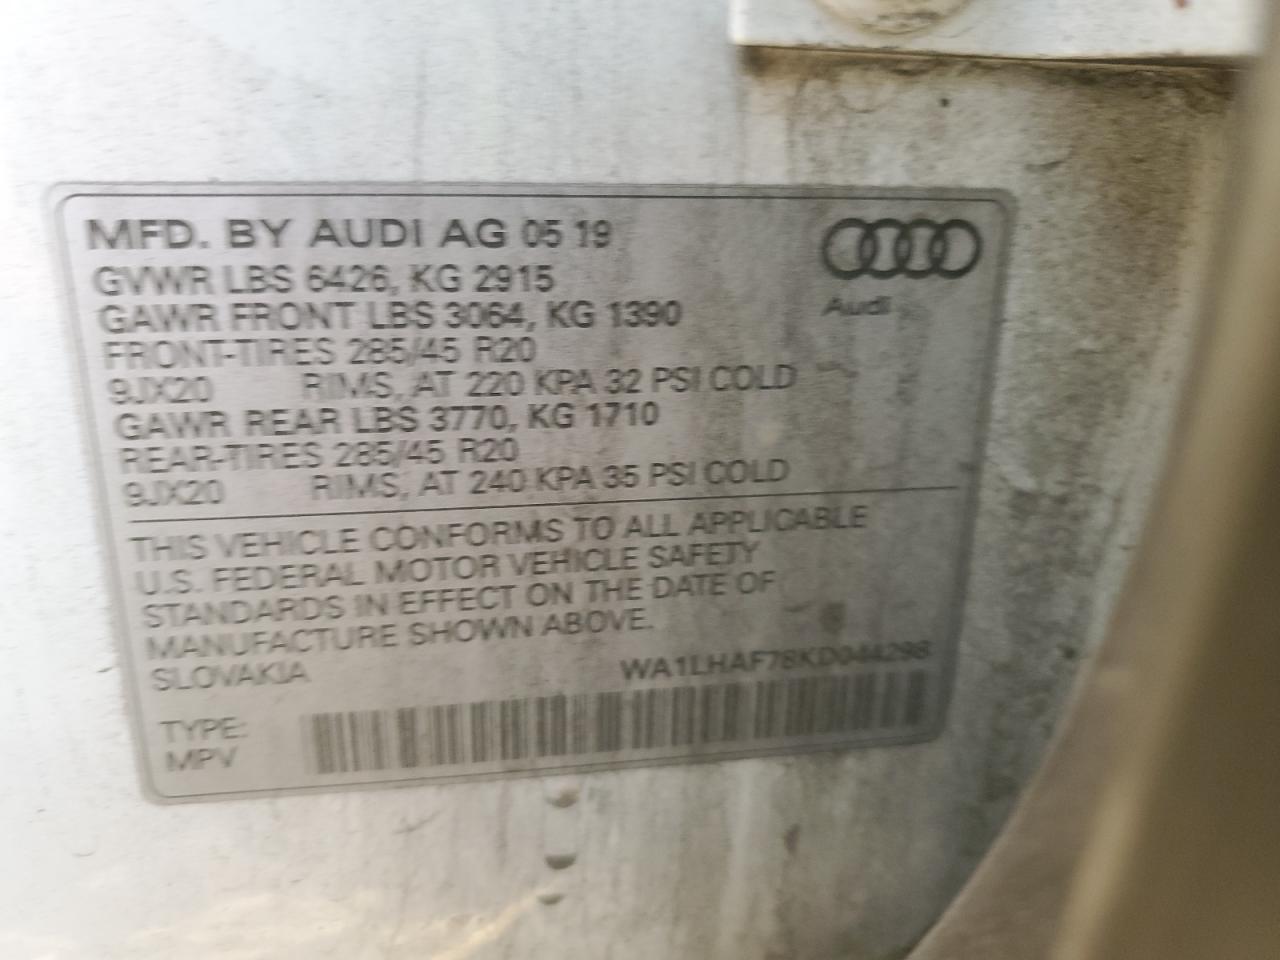 MFD. BY AUDI AG 05 19
GVWR LBS 6426, KG 2915
GAWR FRONT LBS 3064, KG 1390
FRONT-TIRES 285/45 R20
9JX20 RIMS, AT 220 KPA 32 PSI COLD
GAWR REAR LBS 3770, KG 1710
REAR-TIRES 285/45 R20
9JX20 RIMS, AT 240 KPA 35 PSI COLD
Audi
THIS VEHICLE CONFORMS TO ALL APPLICABLE
U.S. FEDERAL MOTOR VEHICLE SAFETY
STANDARDS IN EFFECT ON THE DATE OF
MANUFACTURE SHOWN ABOVE.
SLOVAKIA WA1LHAF78KD044298
TYPE:
MPV